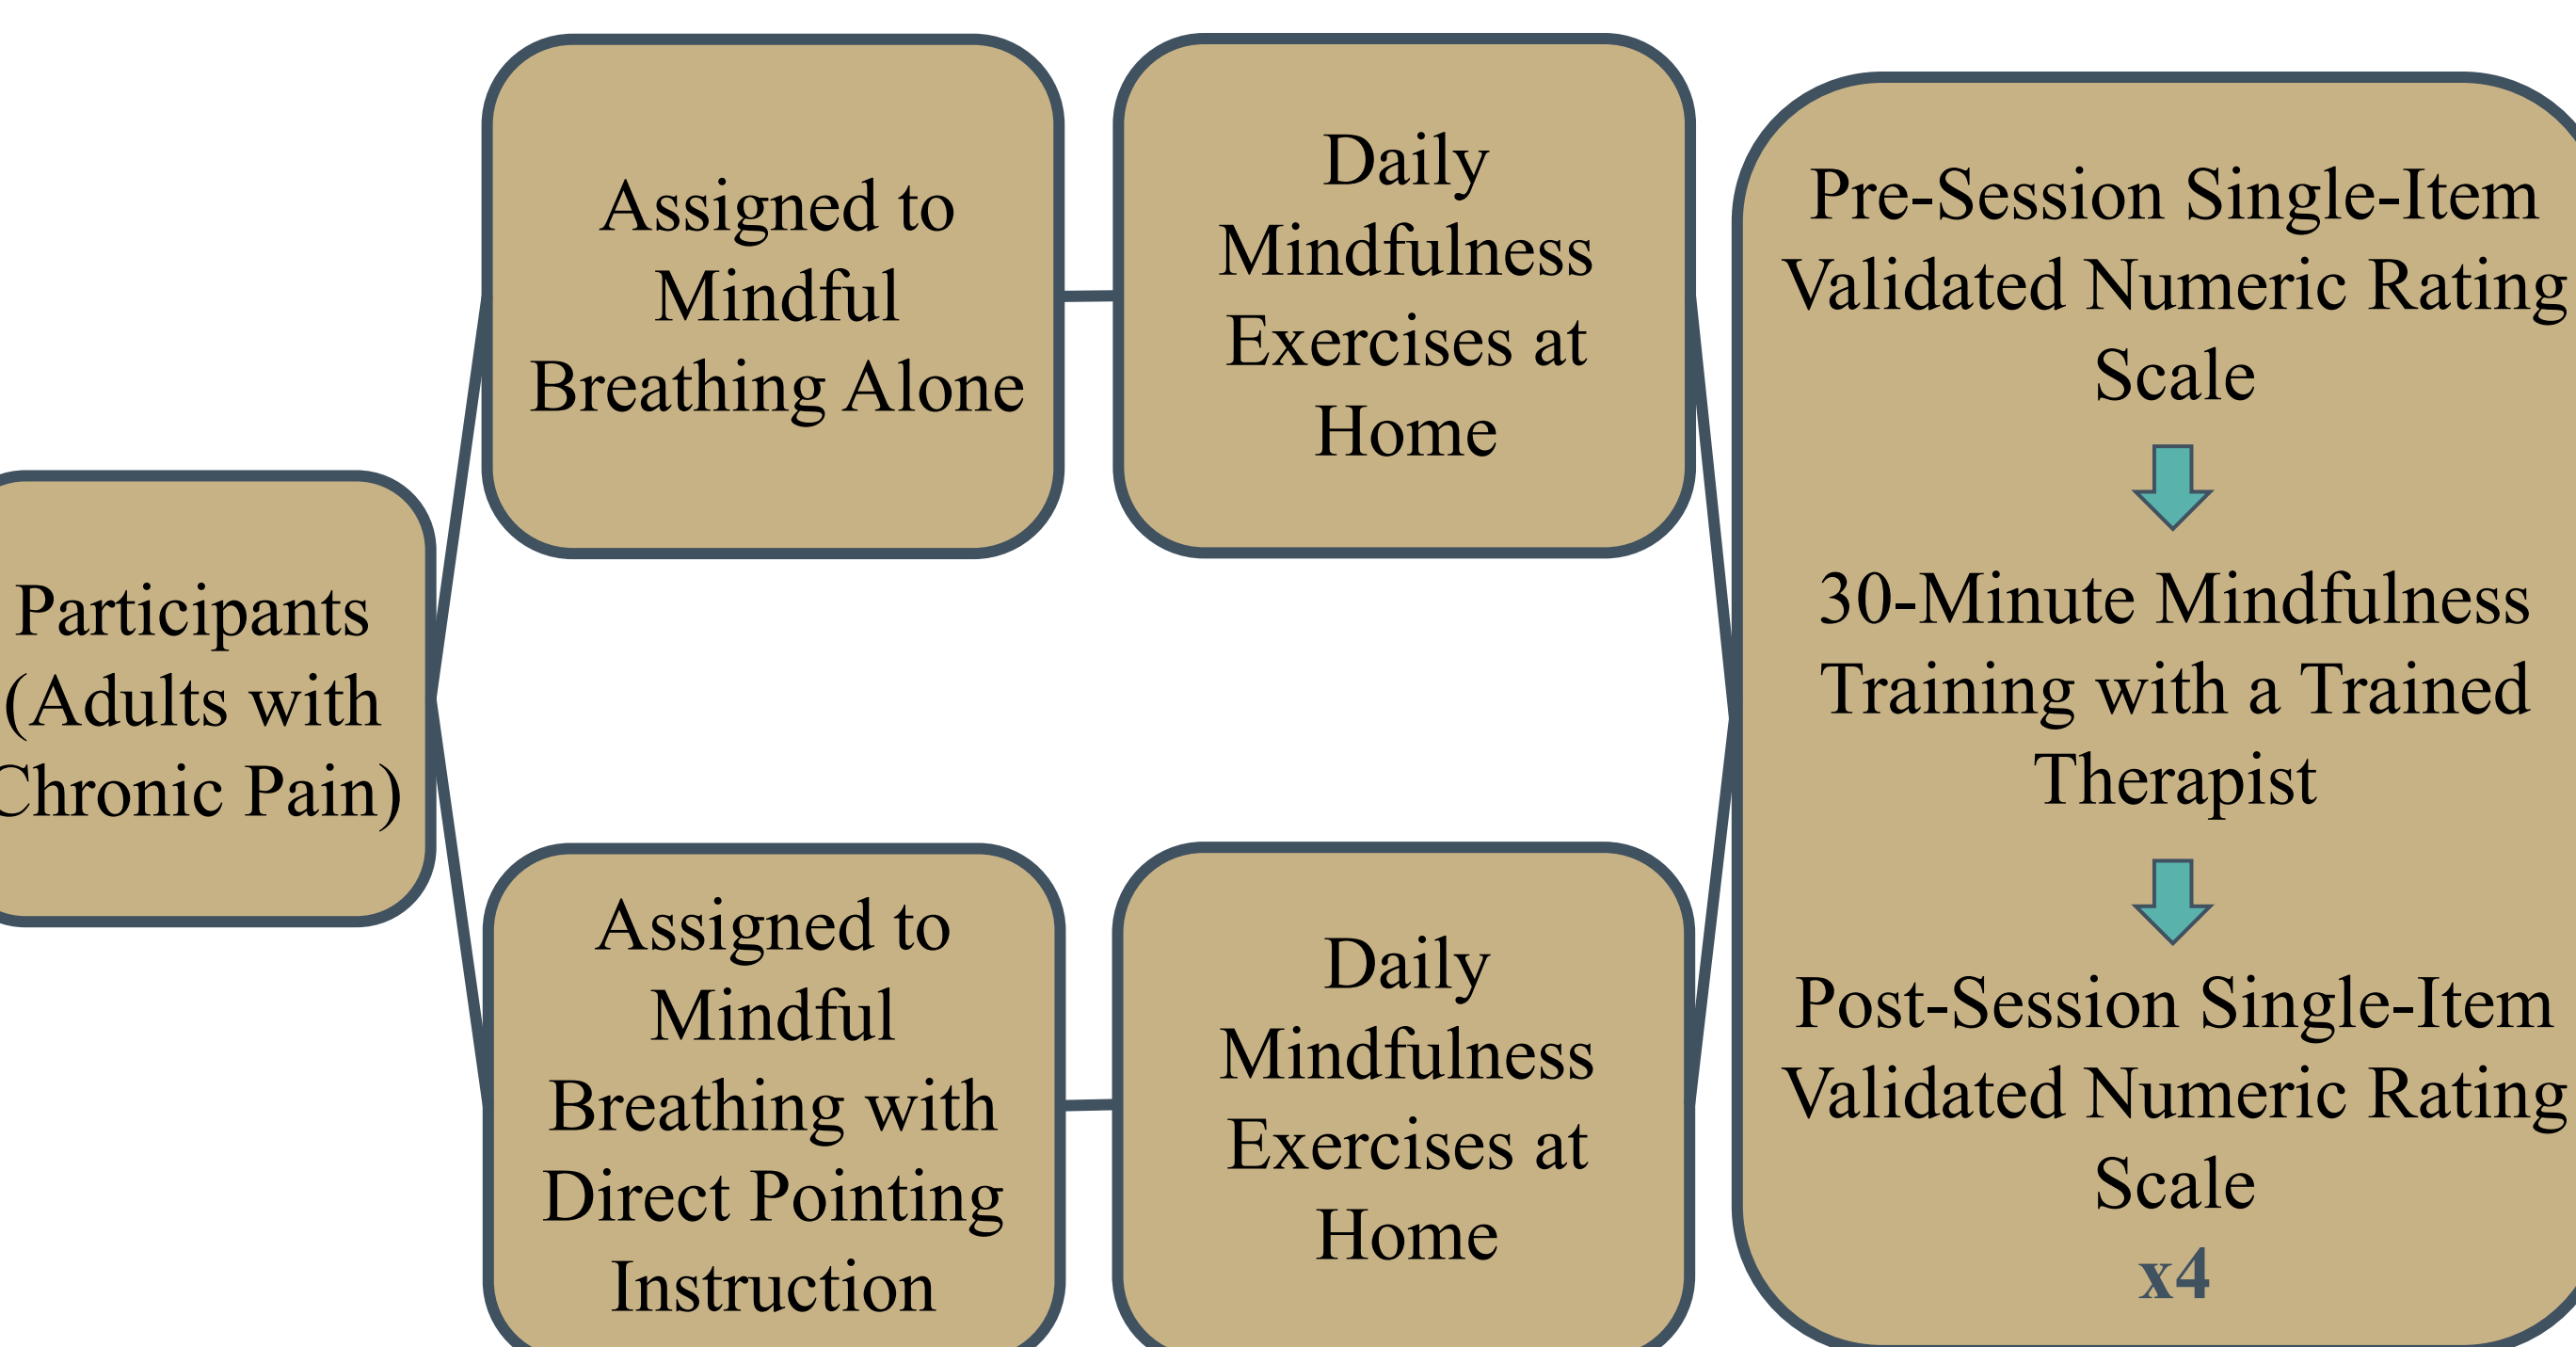 Participants
(Adults with
Chronic Pain)
Assigned to
Mindful
Breathing Alone
Daily
Mindfulness
Exercises at
Home
Assigned to
Mindful
Breathing with
Direct Pointing
Instruction
Daily
Mindfulness
Exercises at
Home
Pre-Session Single-Item
Validated Numeric Rating
Scale
30-Minute Mindfulness
Training with a Trained
Therapist
Post-Session Single-Item
Validated Numeric Rating
Scale
x4